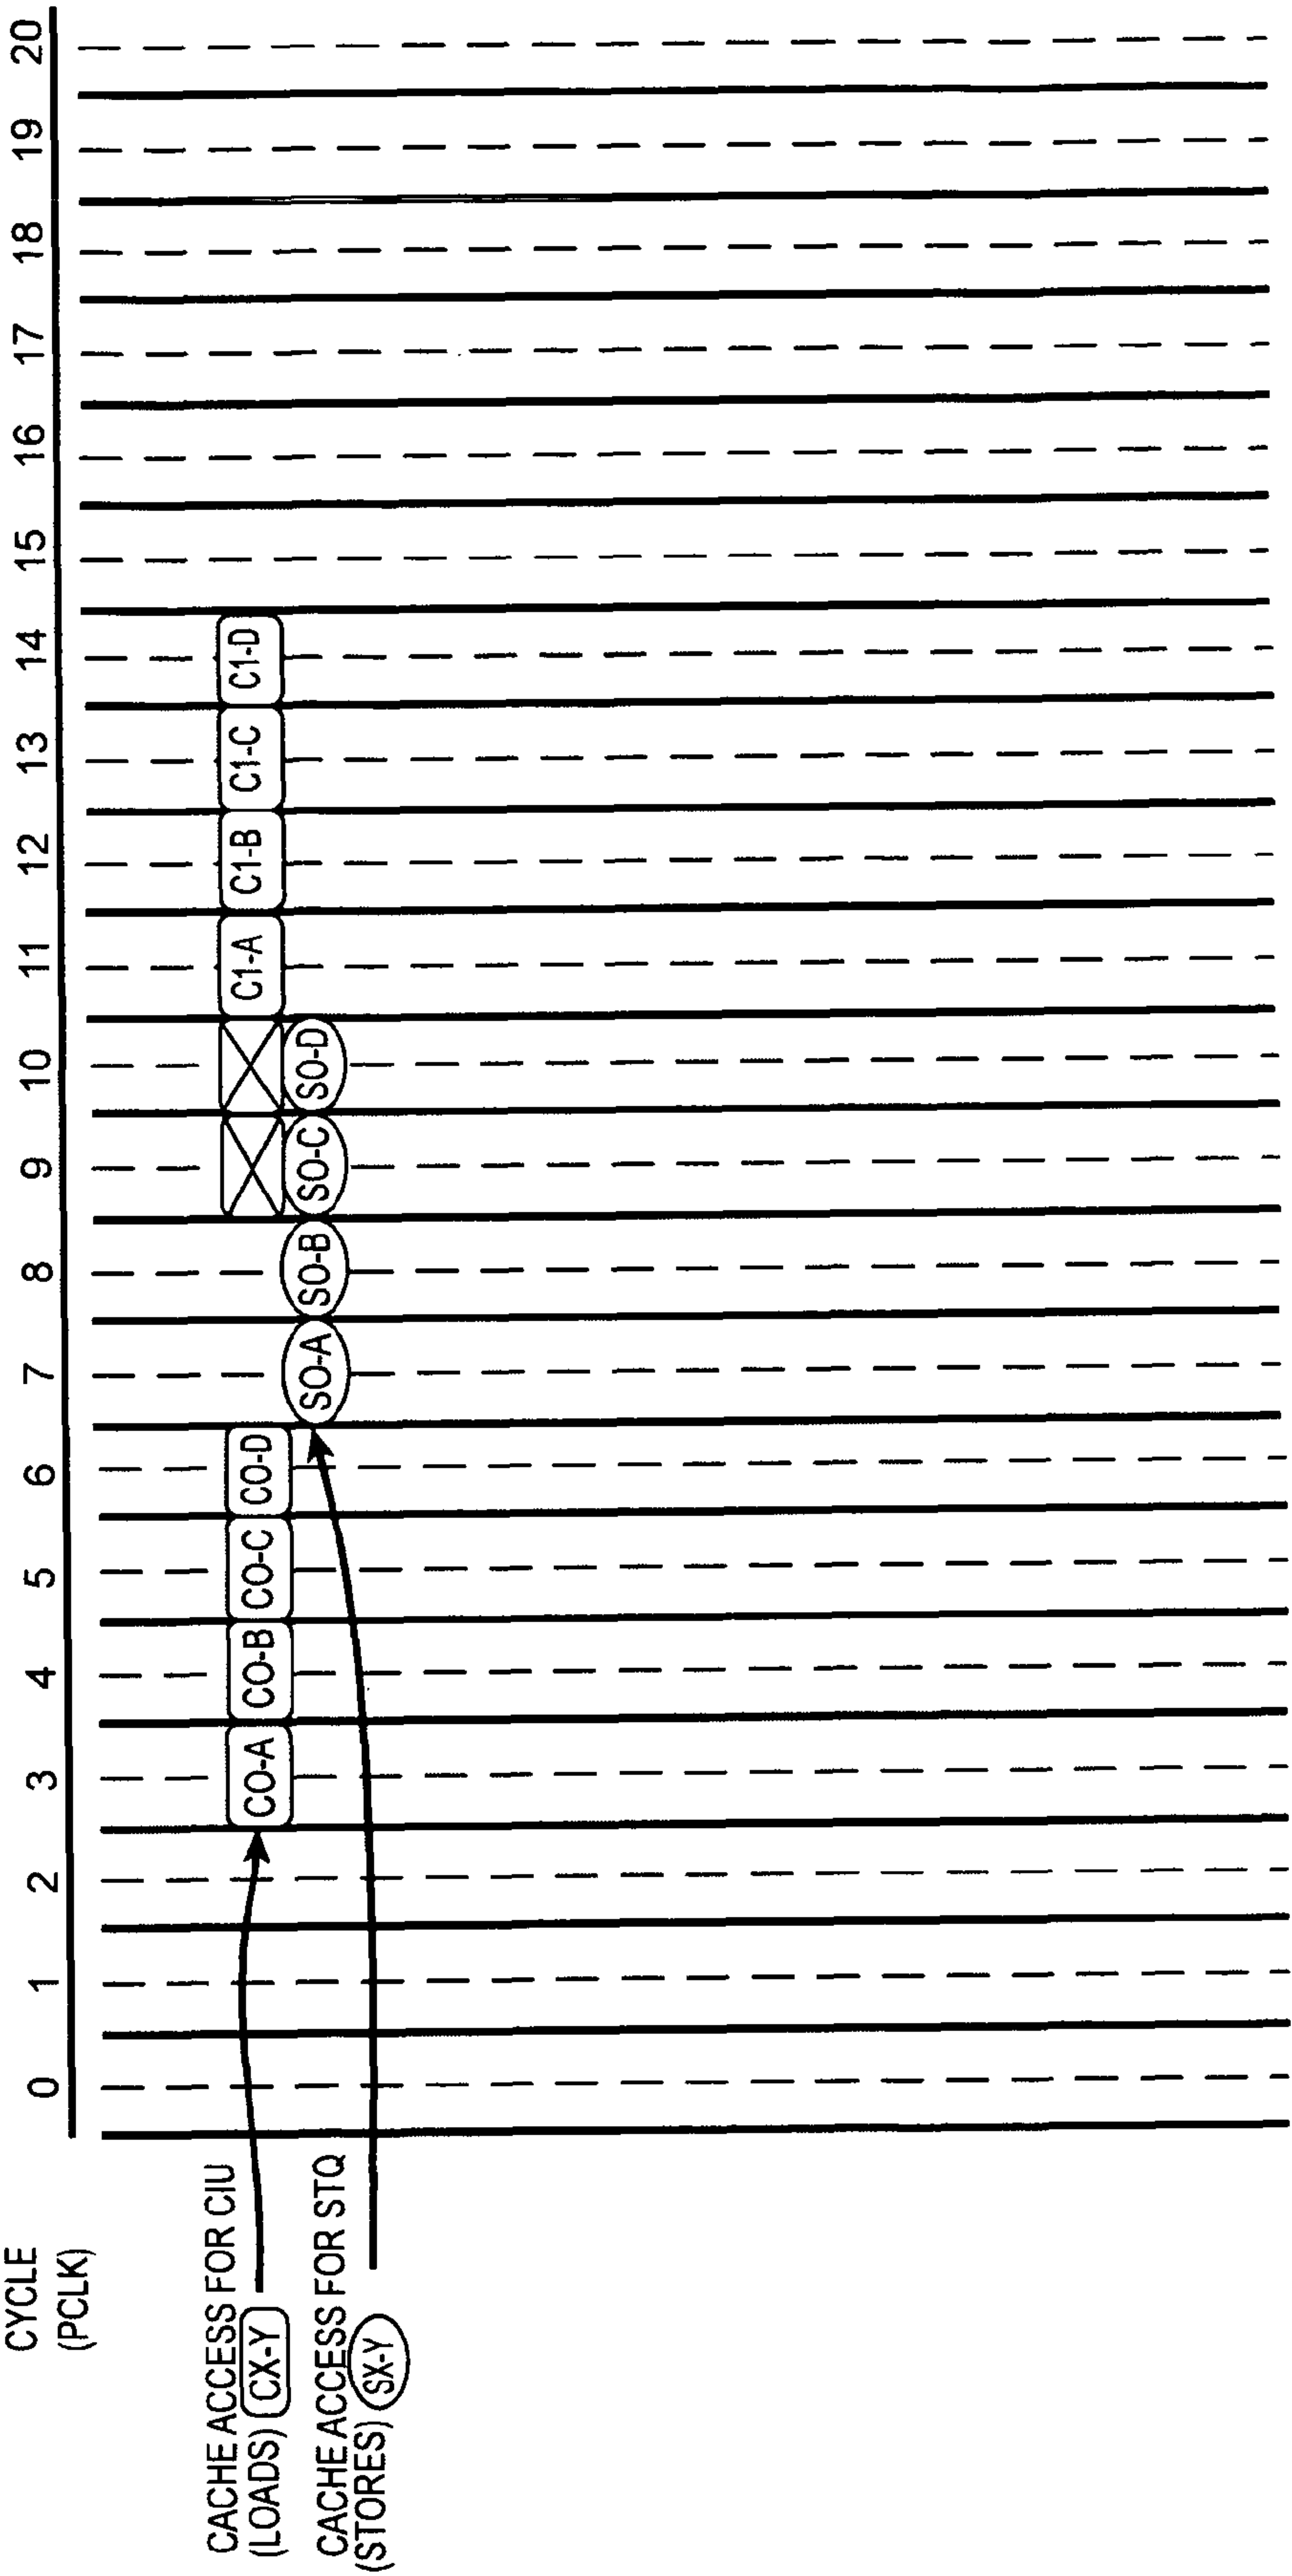 CYCLE
(PCLK)
0 1 2 3 4 5 6 7 8 9 10 11 12 13 14 15 16 17 18 19 20
CACHE ACCESS FOR CIU
(LOADS) CX-Y
CO-A CO-B CO-C CO-D C1-A C1-B C1-C C1-D
CACHE ACCESS FOR STQ
(STORES) SX-Y
SO-A SO-B SO-C SO-D